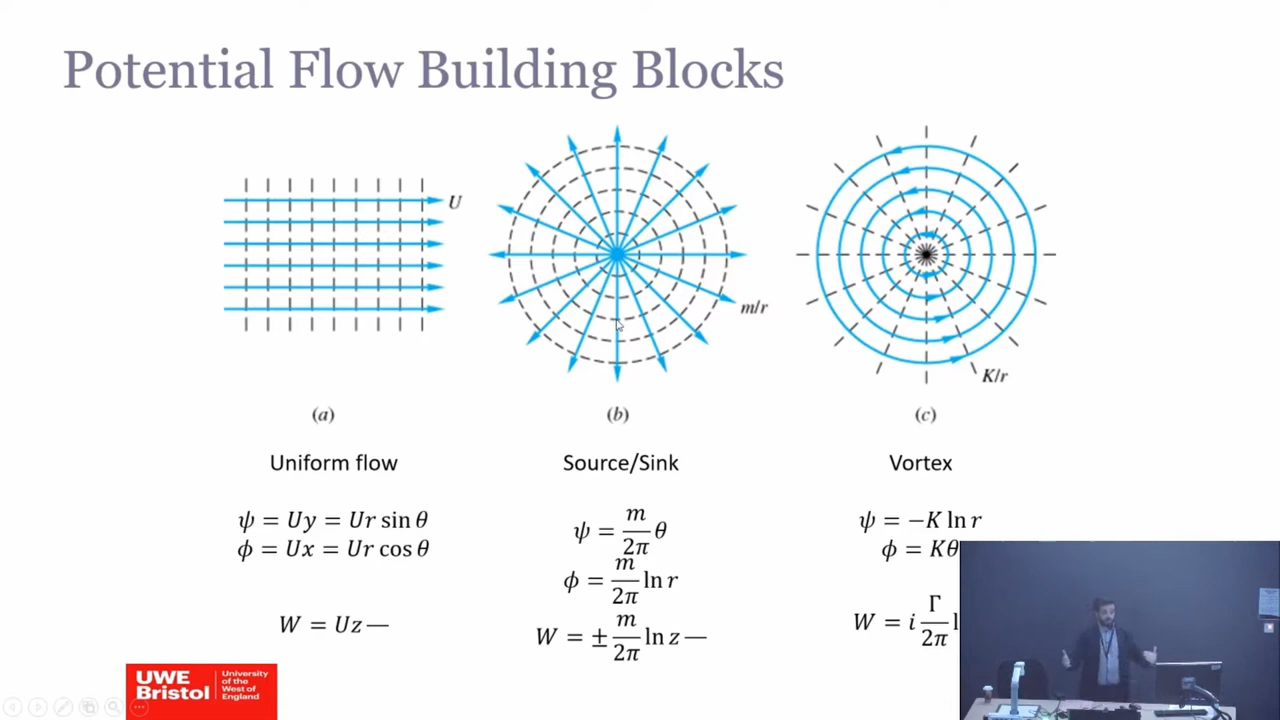 Potential Flow Building Blocks
U
m/r
K/r
(a)
(b)
(c)
Uniform flow
Source/Sink
Vortex
ψ = Uy = Ur sin θ
ϕ = Ux = Ur cos θ
W = Uz —
ψ = m/2π θ
ϕ = m/2π ln r
W = ± m/2π ln z —
ψ = −K ln r
ϕ = Kθ
W = i Γ/2π l
UWE Bristol
University of the West of England